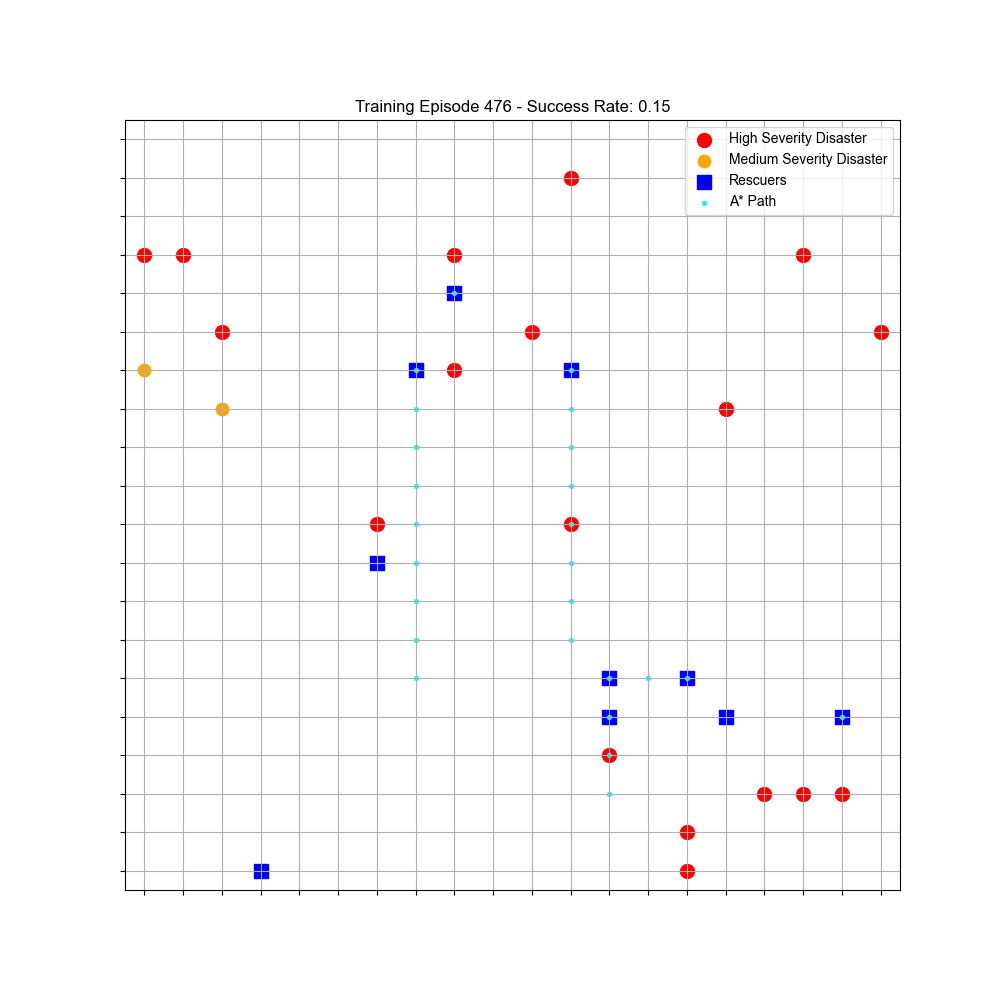 Training Episode 476 - Success Rate: 0.15
High Severity Disaster
Medium Severity Disaster
Rescuers
A* Path